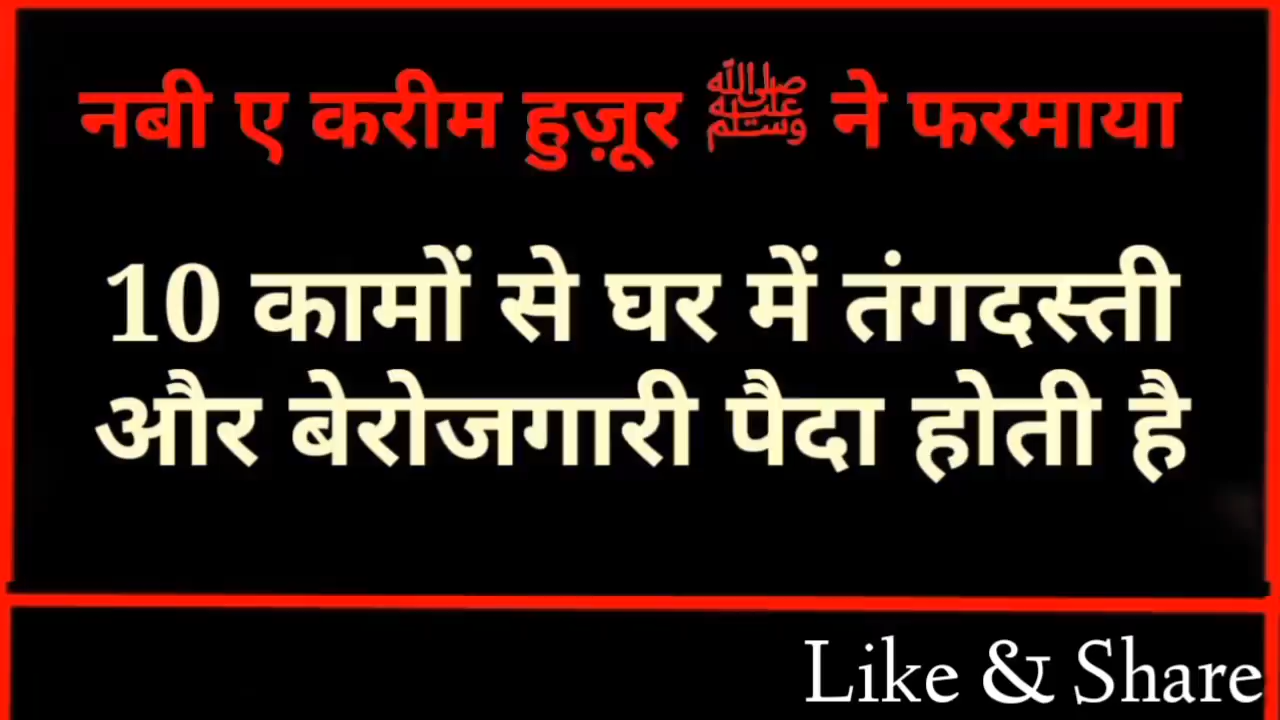 नबी ए करीम हुज़ूर ﷺ ने फरमाया
10 कामों से घर में तंगदस्ती
और बेरोजगारी पैदा होती है
Like & Share